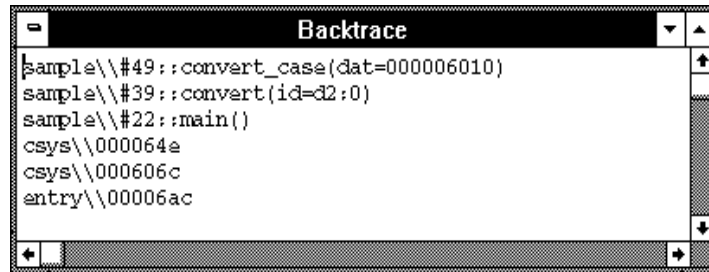 Backtrace
sample\\#49::convert_case(dat=000006010)
sample\\#39::convert(id=d2:0)
sample\\#22::main()
csys\\000064e
csys\\000606c
entry\\00006ac